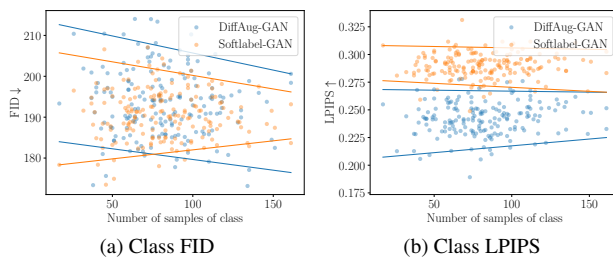 DiffAug-GAN
Softlabel-GAN
210
200
190
180
FID ↓
50
100
150
Number of samples of class
(a) Class FID
DiffAug-GAN
Softlabel-GAN
0.325
0.300
0.275
0.250
0.225
0.200
0.175
LPIPS ↑
50
100
150
Number of samples of class
(b) Class LPIPS